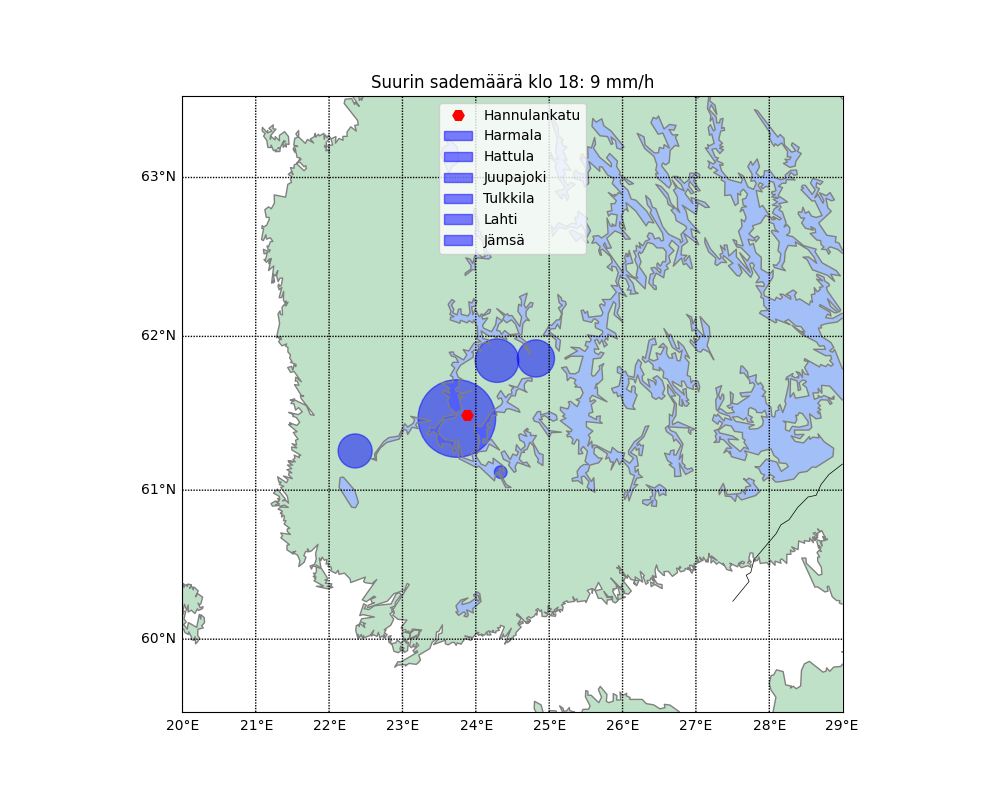 Suurin sademäärä klo 18: 9 mm/h
Hannulankatu
Harmala
Hattula
Juupajoki
Tulkkila
Lahti
Jämsä
63°N
62°N
61°N
60°N
20°E 21°E 22°E 23°E 24°E 25°E 26°E 27°E 28°E 29°E